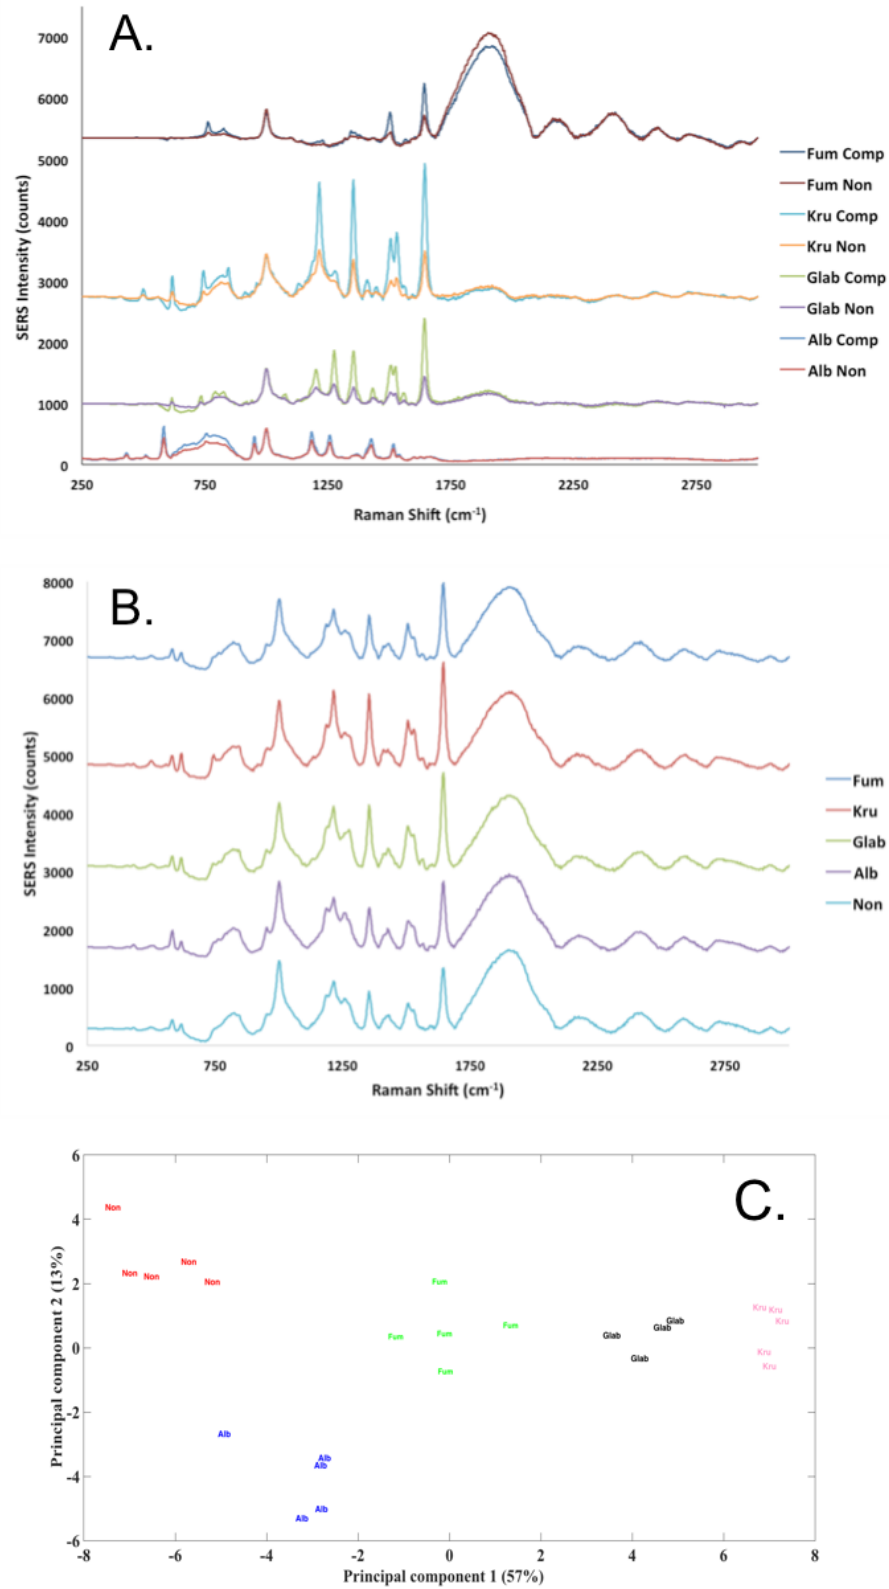 A.
7000
6000
5000
4000
3000
2000
1000
0
SERS Intensity (counts)
250 750 1250 1750 2250 2750
Raman Shift (cm-1)
Fum Comp
Fum Non
Kru Comp
Kru Non
Glab Comp
Glab Non
Alb Comp
Alb Non
B.
8000
7000
6000
5000
4000
3000
2000
1000
0
SERS Intensity (counts)
250 750 1250 1750 2250 2750
Raman Shift (cm-1)
Fum
Kru
Glab
Alb
Non
C.
6
4
2
0
-2
-4
-6
Principal component 2 (13%)
Non
Non
Non
Non
Non
Fum
Fum
Fum
Fum
Fum
Glab
Glab
Glab
Glab
Kru
Kru
Kru
Kru
Kru
Alb
Alb
Alb
Alb
Alb
-8 -6 -4 -2 0 2 4 6 8
Principal component 1 (57%)